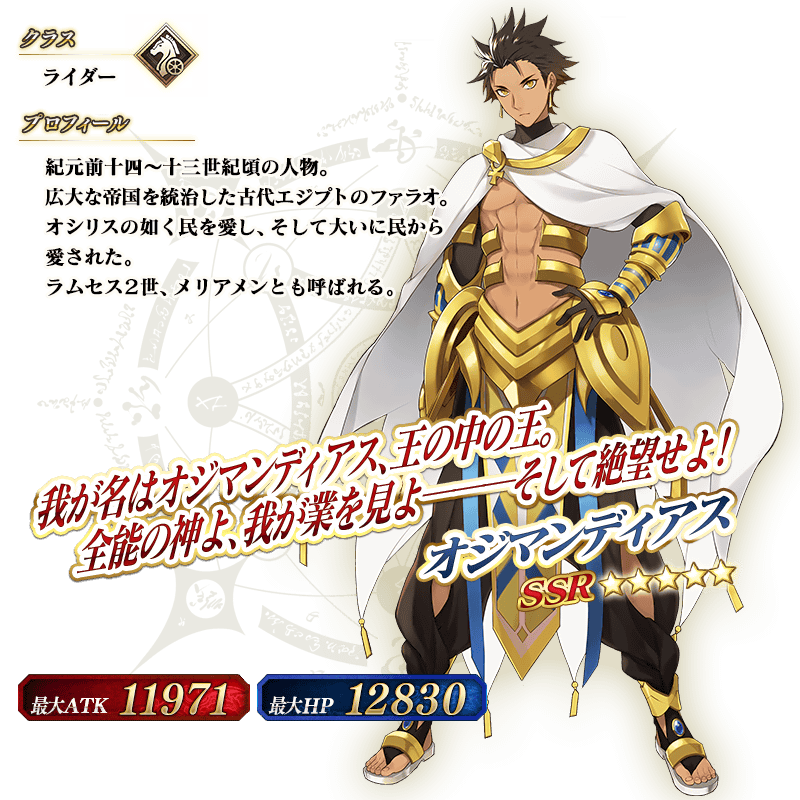 クラス
ライダー
プロフィール
紀元前十四～十三世紀頃の人物。
広大な帝国を統治した古代エジプトのファラオ。
オシリスの如く民を愛し、そして大いに民から
愛された。
ラムセス2世、メリアメンとも呼ばれる。
我が名はオジマンディアス、王の中の王。
全能の神よ、我が業を見よ――そして絶望せよ!
オジマンディアス
SSR ☆☆☆☆☆
最大ATK 11971
最大HP 12830